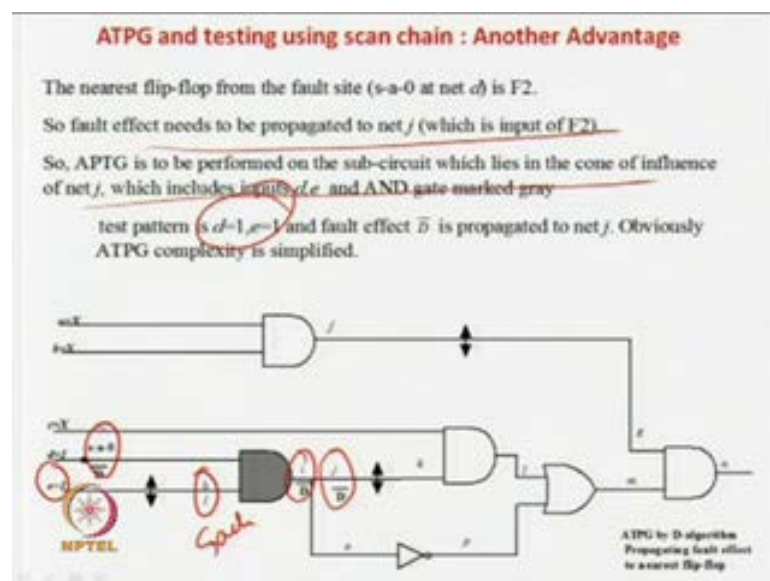 ATPG and testing using scan chain : Another Advantage
The nearest flip-flop from the fault site (s-a-0 at net d) is F2.
So fault effect needs to be propagated to net j (which is input of F2).
So, APTG is to be performed on the sub-circuit which lies in the cone of influence
of net j, which includes inputs d,e and AND gate marked gray
test pattern is d=1,e=1 and fault effect D̅ is propagated to net j. Obviously
ATPG complexity is simplified.
a=X
f
b=X
c=X
s-a-0
g
d=1
D
i
D
j
D
k
l
n
e=1
m
NPTEL
o
p
ATPG by D-algorithm
Propagating fault effect
to nearest flip-flop